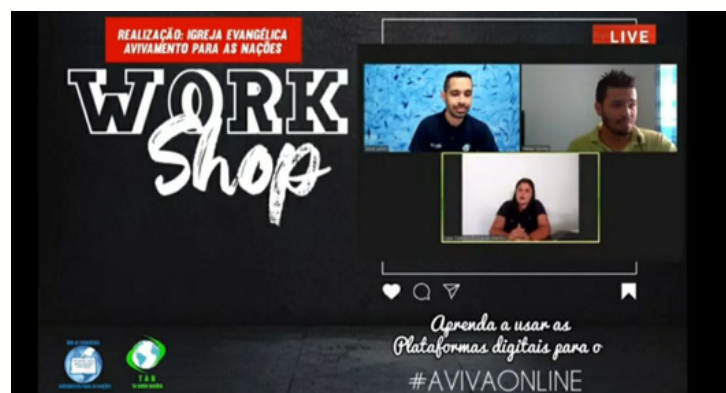 REALIZAÇÃO: IGREJA EVANGÉLICA
AVIVAMENTO PARA AS NAÇÕES
LIVE
WORK
Shop
Aprenda a usar as
Plataformas digitais para o
#AVIVAONLINE